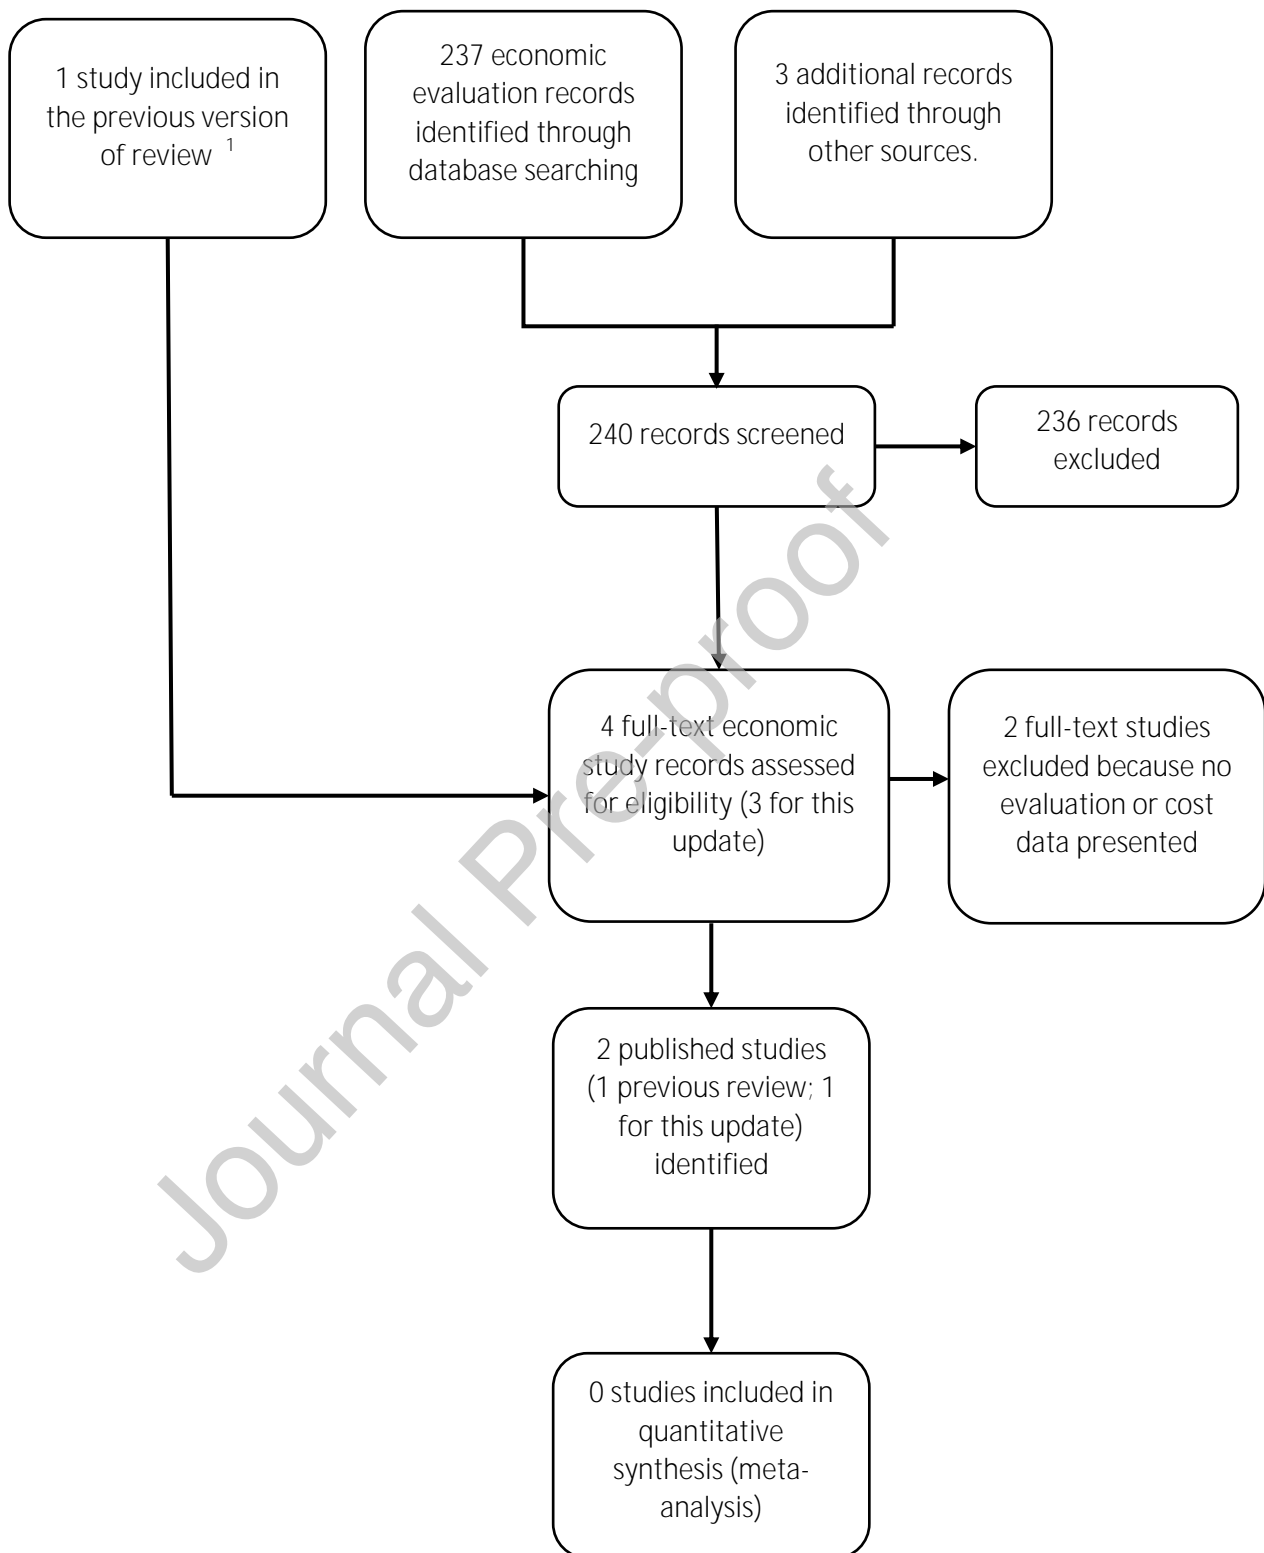 1 study included in
the previous version
of review 1
237 economic
evaluation records
identified through
database searching
3 additional records
identified through
other sources.
240 records screened
236 records
excluded
4 full-text economic
study records assessed
for eligibility (3 for this
update)
2 full-text studies
excluded because no
evaluation or cost
data presented
2 published studies
(1 previous review; 1
for this update)
identified
0 studies included in
quantitative
synthesis (meta-
analysis)
Journal Pre-proof